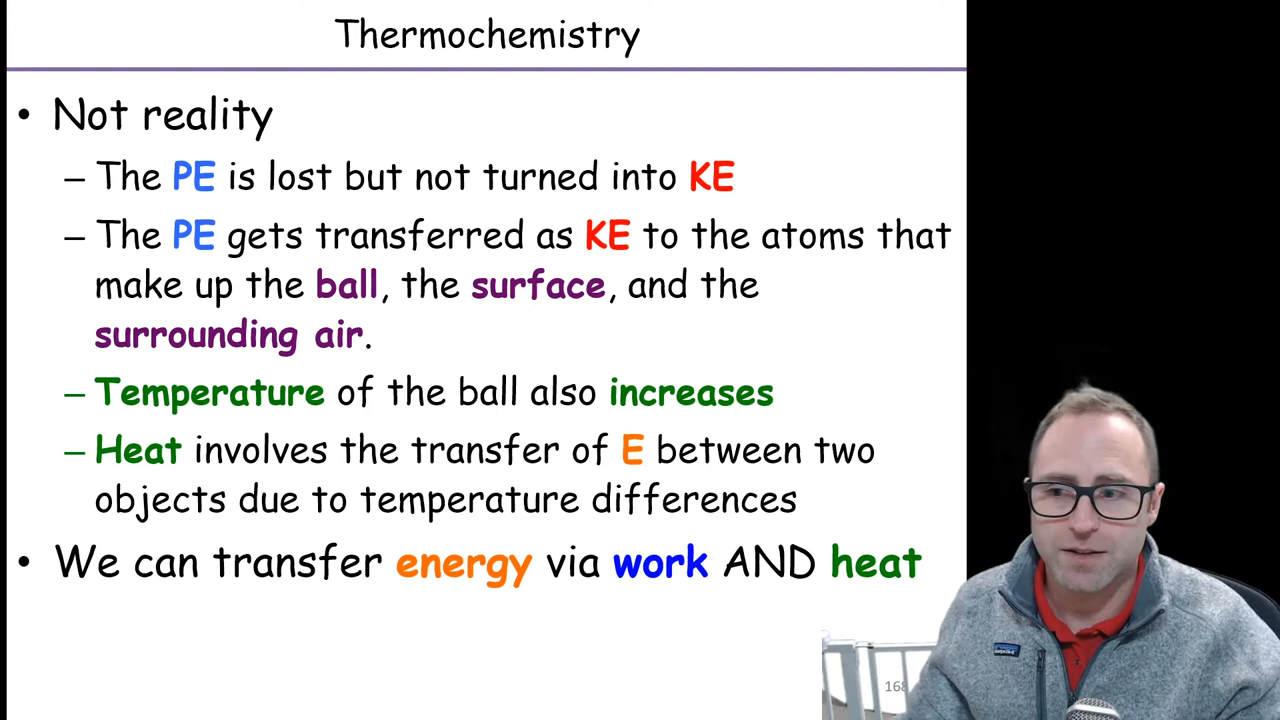 Thermochemistry
• Not reality
– The PE is lost but not turned into KE
– The PE gets transferred as KE to the atoms that
make up the ball, the surface, and the
surrounding air.
– Temperature of the ball also increases
– Heat involves the transfer of E between two
objects due to temperature differences
• We can transfer energy via work AND heat
168
patagonia